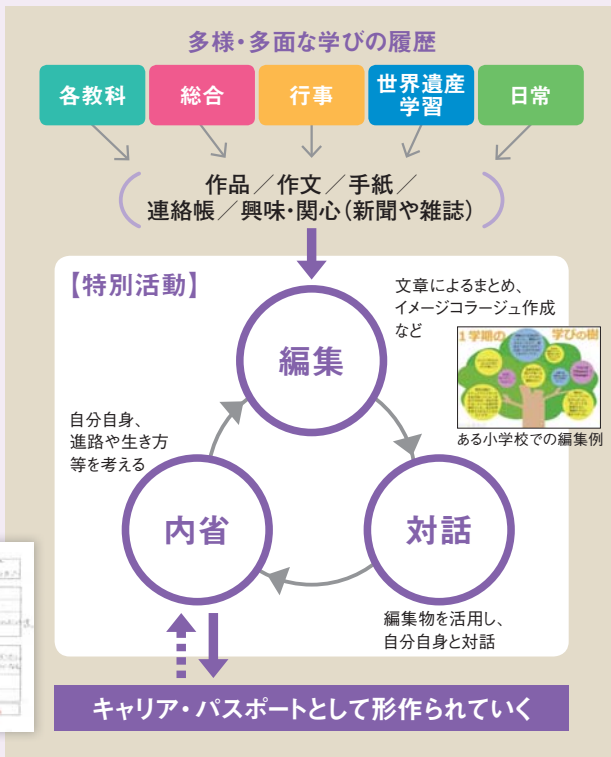 多様・多面な学びの履歴
各教科
総合
行事
世界遺産
学習
日常
作品／作文／手紙／
連絡帳／興味・関心(新聞や雑誌)
【特別活動】
文章によるまとめ、
イメージコラージュ作成
など
編集
1学期の
学びの樹
ある小学校での編集例
自分自身、
進路や生き方
等を考える
内省
対話
編集物を活用し、
自分自身と対話
キャリア・パスポートとして形作られていく